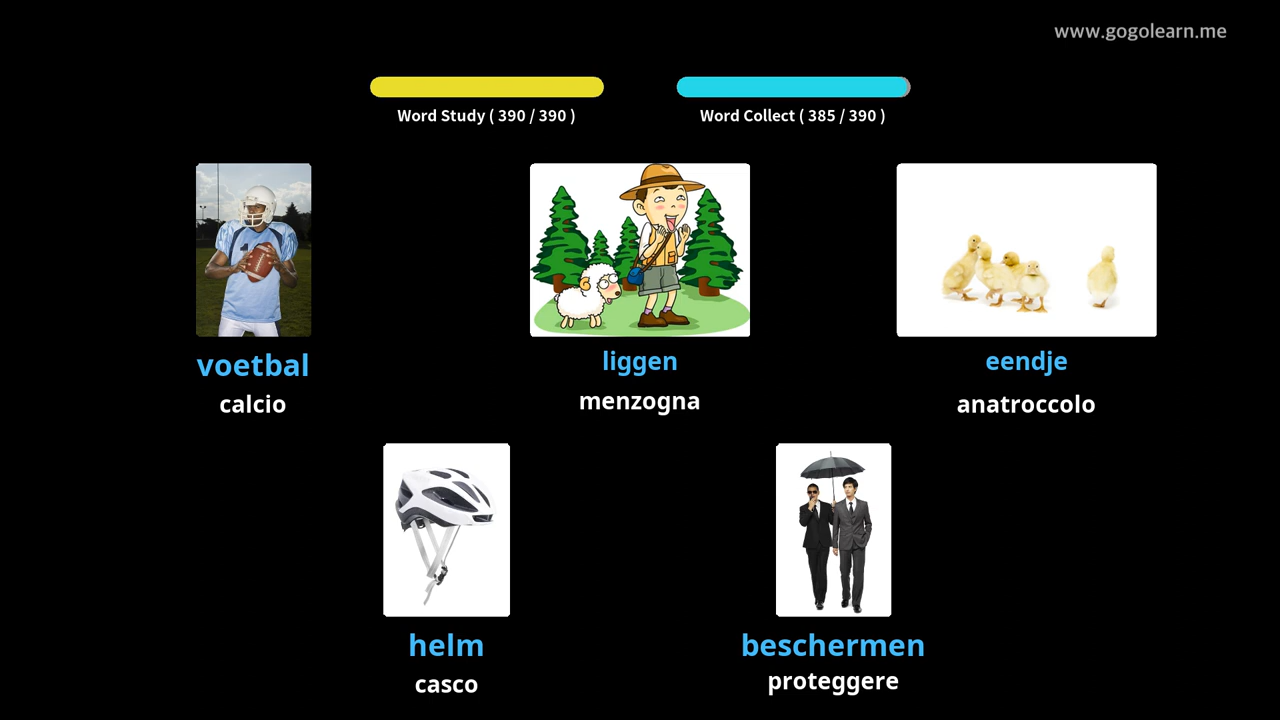 www.gogolearn.me
Word Study ( 390 / 390 )
Word Collect ( 385 / 390 )
voetbal
calcio
liggen
menzogna
eendje
anatroccolo
helm
casco
beschermen
proteggere